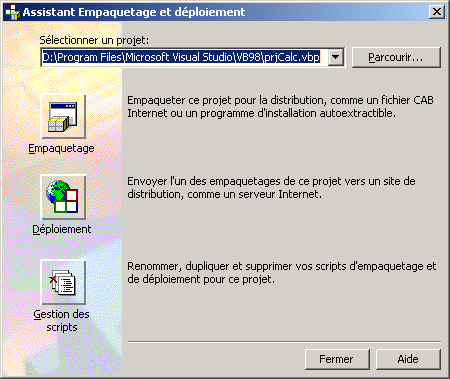 Assistant Empaquetage et déploiement
Sélectionner un projet:
D:\Program Files\Microsoft Visual Studio\VB98\prjCalc.vbp
Parcourir...
Empaquetage
Empaqueter ce projet pour la distribution, comme un fichier CAB
Internet ou un programme d'installation autoextractible.
Déploiement
Envoyer l'un des empaquetages de ce projet vers un site de
distribution, comme un serveur Internet.
Gestion des
scripts
Renommer, dupliquer et supprimer vos scripts d'empaquetage et
de déploiement pour ce projet.
Fermer
Aide